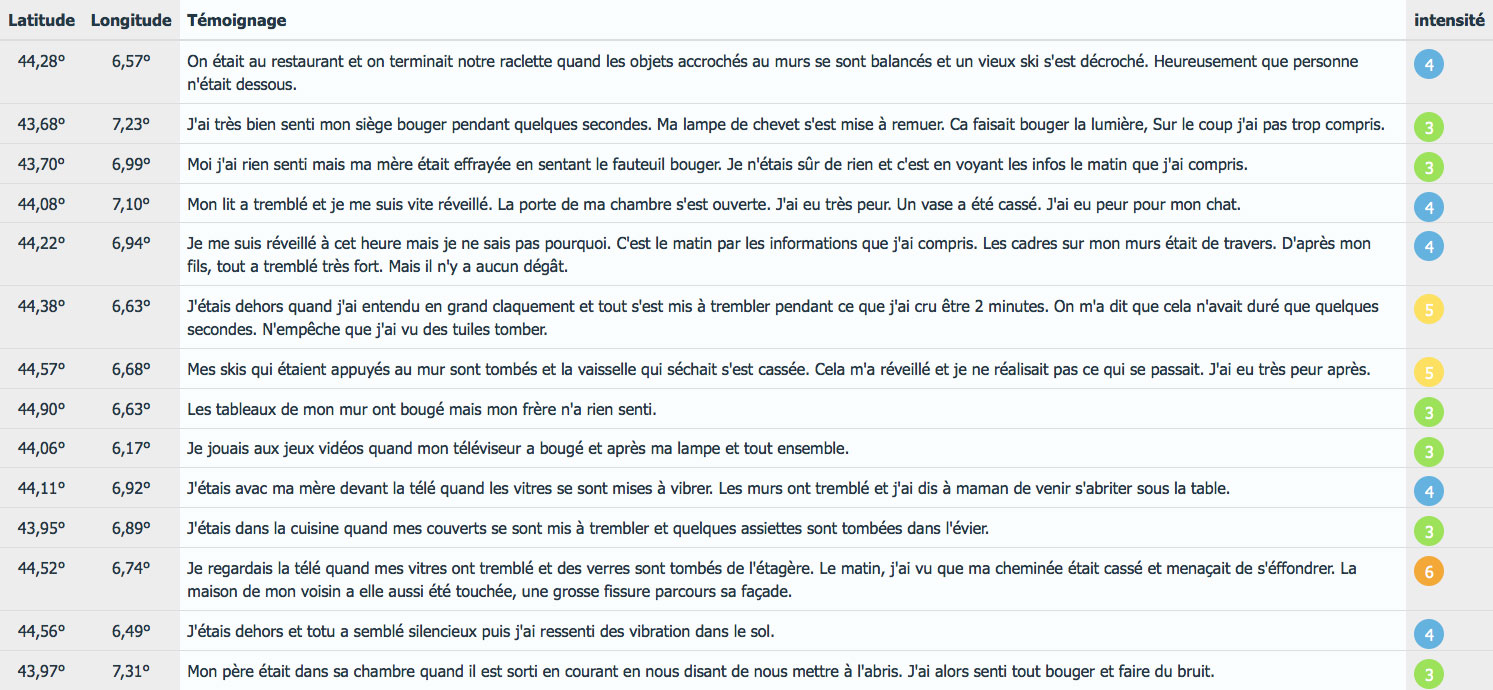 Latitude Longitude Témoignage intensité
44,28° 6,57° On était au restaurant et on terminait notre raclette quand les objets accrochés au murs se sont balancés et un vieux ski s'est décroché. Heureusement que personne 4
n'était dessous.
43,68° 7,23° J'ai très bien senti mon siège bouger pendant quelques secondes. Ma lampe de chevet s'est mise à remuer. Ca faisait bouger la lumière, Sur le coup j'ai pas trop compris. 3
43,70° 6,99° Moi j'ai rien senti mais ma mère était effrayée en sentant le fauteuil bouger. Je n'étais sûr de rien et c'est en voyant les infos le matin que j'ai compris. 3
44,08° 7,10° Mon lit a tremblé et je me suis vite réveillé. La porte de ma chambre s'est ouverte. J'ai eu très peur. Un vase a été cassé. J'ai eu peur pour mon chat. 4
44,22° 6,94° Je me suis réveillé à cet heure mais je ne sais pas pourquoi. C'est le matin par les informations que j'ai compris. Les cadres sur mon murs était de travers. D'après mon 4
fils, tout a tremblé très fort. Mais il n'y a aucun dégât.
44,38° 6,63° J'étais dehors quand j'ai entendu en grand claquement et tout s'est mis à trembler pendant ce que j'ai cru être 2 minutes. On m'a dit que cela n'avait duré que quelques 5
secondes. N'empêche que j'ai vu des tuiles tomber.
44,57° 6,68° Mes skis qui étaient appuyés au mur sont tombés et la vaisselle qui séchait s'est cassée. Cela m'a réveillé et je ne réalisait pas ce qui se passait. J'ai eu très peur après. 5
44,90° 6,63° Les tableaux de mon mur ont bougé mais mon frère n'a rien senti. 3
44,06° 6,17° Je jouais aux jeux vidéos quand mon téléviseur a bougé et après ma lampe et tout ensemble. 3
44,11° 6,92° J'étais avac ma mère devant la télé quand les vitres se sont mises à vibrer. Les murs ont tremblé et j'ai dis à maman de venir s'abriter sous la table. 4
43,95° 6,89° J'étais dans la cuisine quand mes couverts se sont mis à trembler et quelques assiettes sont tombées dans l'évier. 3
44,52° 6,74° Je regardais la télé quand mes vitres ont tremblé et des verres sont tombés de l'étagère. Le matin, j'ai vu que ma cheminée était cassé et menaçait de s'éffondrer. La 6
maison de mon voisin a elle aussi été touchée, une grosse fissure parcours sa façade.
44,56° 6,49° J'étais dehors et totu a semblé silencieux puis j'ai ressenti des vibration dans le sol. 4
43,97° 7,31° Mon père était dans sa chambre quand il est sorti en courant en nous disant de nous mettre à l'abris. J'ai alors senti tout bouger et faire du bruit. 3